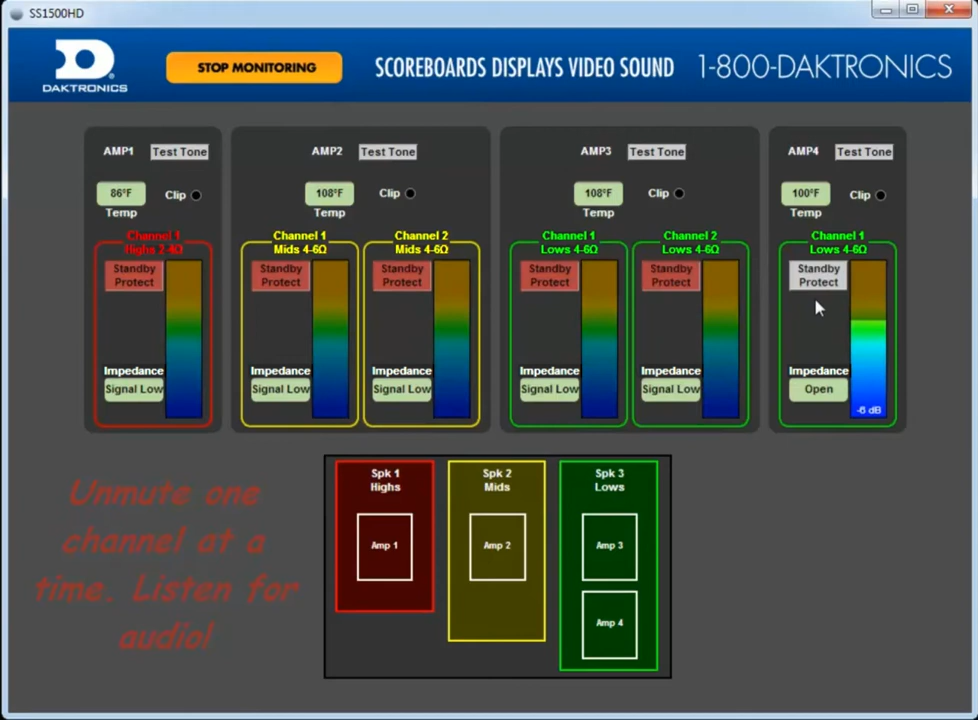 SS1500HD
DAKTRONICS
STOP MONITORING
SCOREBOARDS DISPLAYS VIDEO SOUND
1-800-DAKTRONICS
AMP1 Test Tone
86°F Clip
Temp
Channel 1
Highs 2-4Ω
Standby
Protect
Impedance
Signal Low
AMP2 Test Tone
108°F Clip
Temp
Channel 1
Mids 4-6Ω
Standby
Protect
Impedance
Signal Low
Channel 2
Mids 4-6Ω
Standby
Protect
Impedance
Signal Low
AMP3 Test Tone
108°F Clip
Temp
Channel 1
Lows 4-6Ω
Standby
Protect
Impedance
Signal Low
Channel 2
Lows 4-6Ω
Standby
Protect
Impedance
Signal Low
AMP4 Test Tone
100°F Clip
Temp
Channel 1
Lows 4-6Ω
Standby
Protect
Impedance
Open
-6 dB
Unmute one
channel at a
time. Listen for
audio!
Spk 1
Highs
Amp 1
Spk 2
Mids
Amp 2
Spk 3
Lows
Amp 3
Amp 4